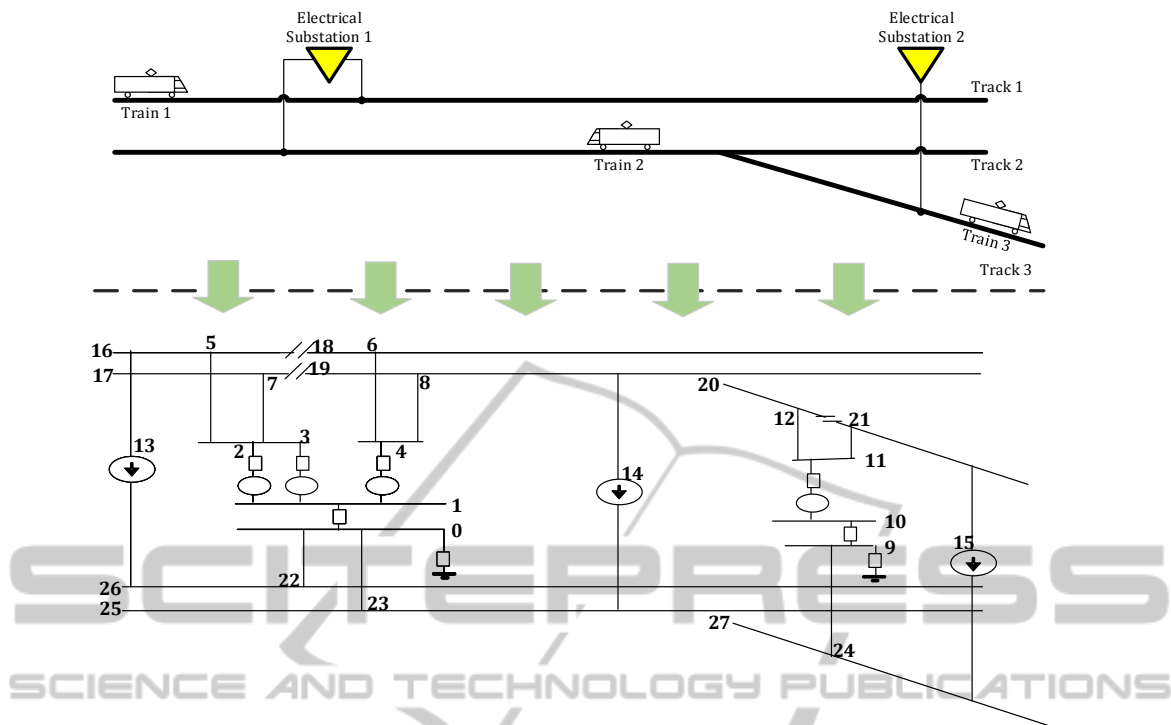 Electrical
Substation 1
Electrical
Substation 2
Track 1
Train 1
Train 2
Track 2
Train 3
Track 3
5
6
16
18
17
19
7
8
20
12
21
13
2
3
4
11
14
1
10
0
9
15
22
26
25
23
27
24
SCITEPRESS
SCIENCE AND TECHNOLOGY PUBLICATIONS